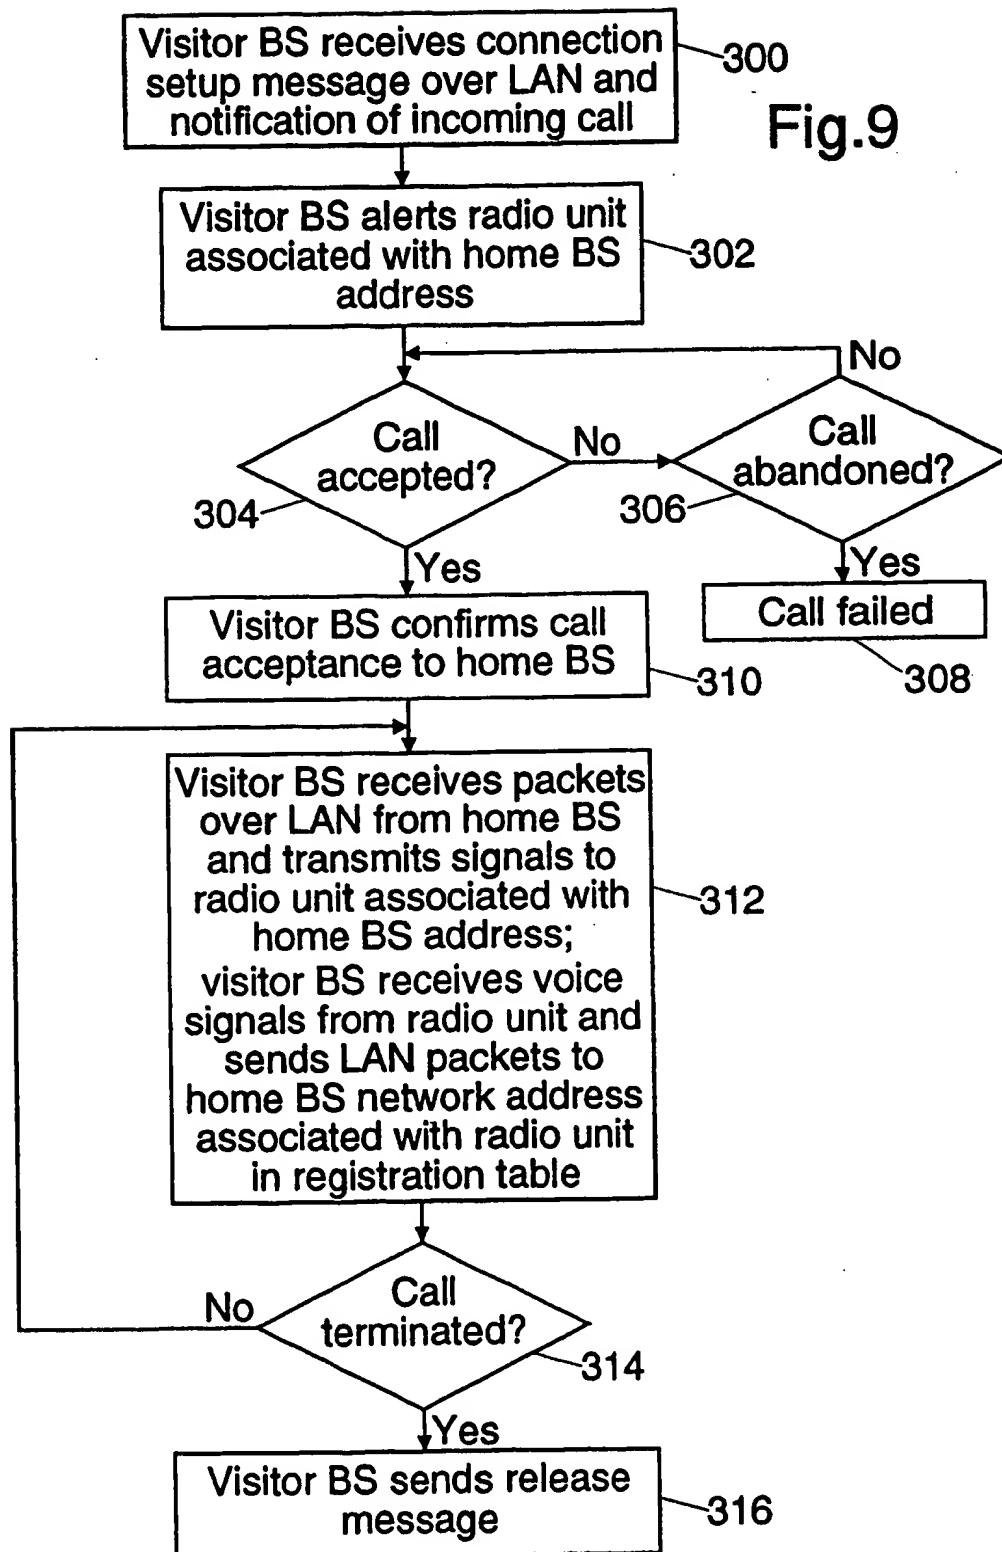 Visitor BS receives connection
setup message over LAN and
notification of incoming call
300
Fig.9
Visitor BS alerts radio unit
associated with home BS
address
302
No
Call
accepted?
304
No
Call
abandoned?
306
Yes
Yes
Call failed
308
Visitor BS confirms call
acceptance to home BS
310
Visitor BS receives packets
over LAN from home BS
and transmits signals to
radio unit associated with
home BS address;
visitor BS receives voice
signals from radio unit and
sends LAN packets to
home BS network address
associated with radio unit
in registration table
312
No
Call
terminated?
314
Yes
Visitor BS sends release
message
316